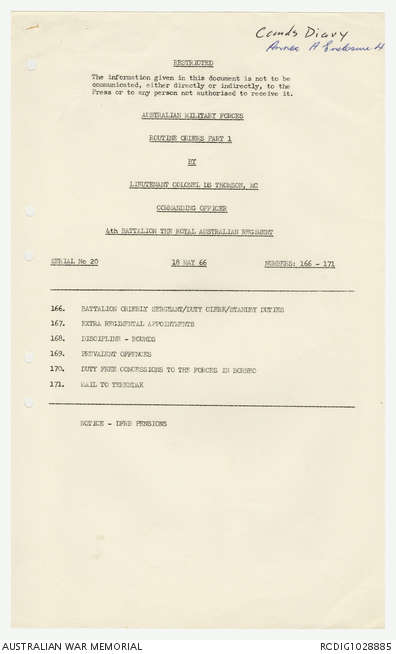 Comds Diary
Annex A Enclosure 4
RESTRICTED
The information given in this document is not to be
communicated, either directly or indirectly, to the
Press or to any person not authorised to receive it.
AUSTRALIAN MILITARY FORCES
ROUTINE ORDERS PART 1
BY
LIEUTENANT COLONEL DS THOMSON, MC
COMMANDING OFFICER
4th BATTALION THE ROYAL AUSTRALIAN REGIMENT
SERIAL No 20 18 MAY 66 NUMBERS: 166 - 171
166. BATTALION ORDERLY SERGEANT/DUTY CLERK/STANDBY DUTIES
167. EXTRA REGIMENTAL APPOINTMENTS
168. DISCIPLINE - BOUNDS
169. PREVALENT OFFENCES
170. DUTY FREE CONCESSIONS TO THE FORCES IN BORNEO
171. MAIL TO TERENDAK
NOTICE - DFRB PENSIONS
AUSTRALIAN WAR MEMORIAL
RCDIG1028885